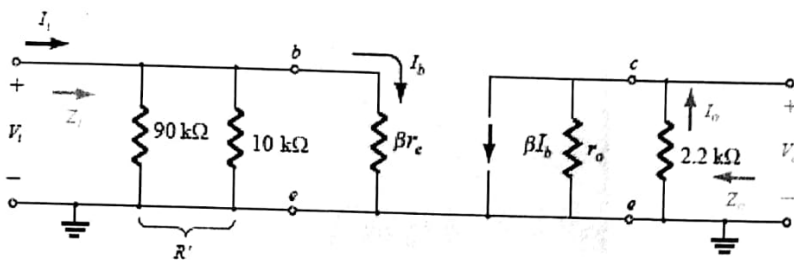 I_i
b
I_b
c
+
Z_i
90 kΩ
10 kΩ
βr_e
βI_b
r_o
I_o
2.2 kΩ
+
V_i
Z_o
−
−
e
e
R'